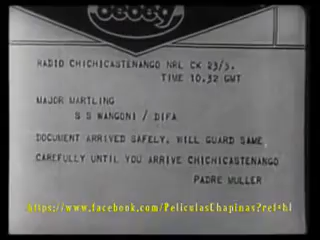 RADIO CHICHICASTENANGO NRL CK 23/5.
TIME 10.32 GMT
MAJOR MARTLING
S S WANGONI / DIFA
DOCUMENT ARRIVED SAFELY. WILL GUARD SAME
CAREFULLY UNTIL YOU ARRIVE CHICHICASTENANGO
PADRE MULLER
https://www.facebook.com/PeliculasChapinas?ref=hl